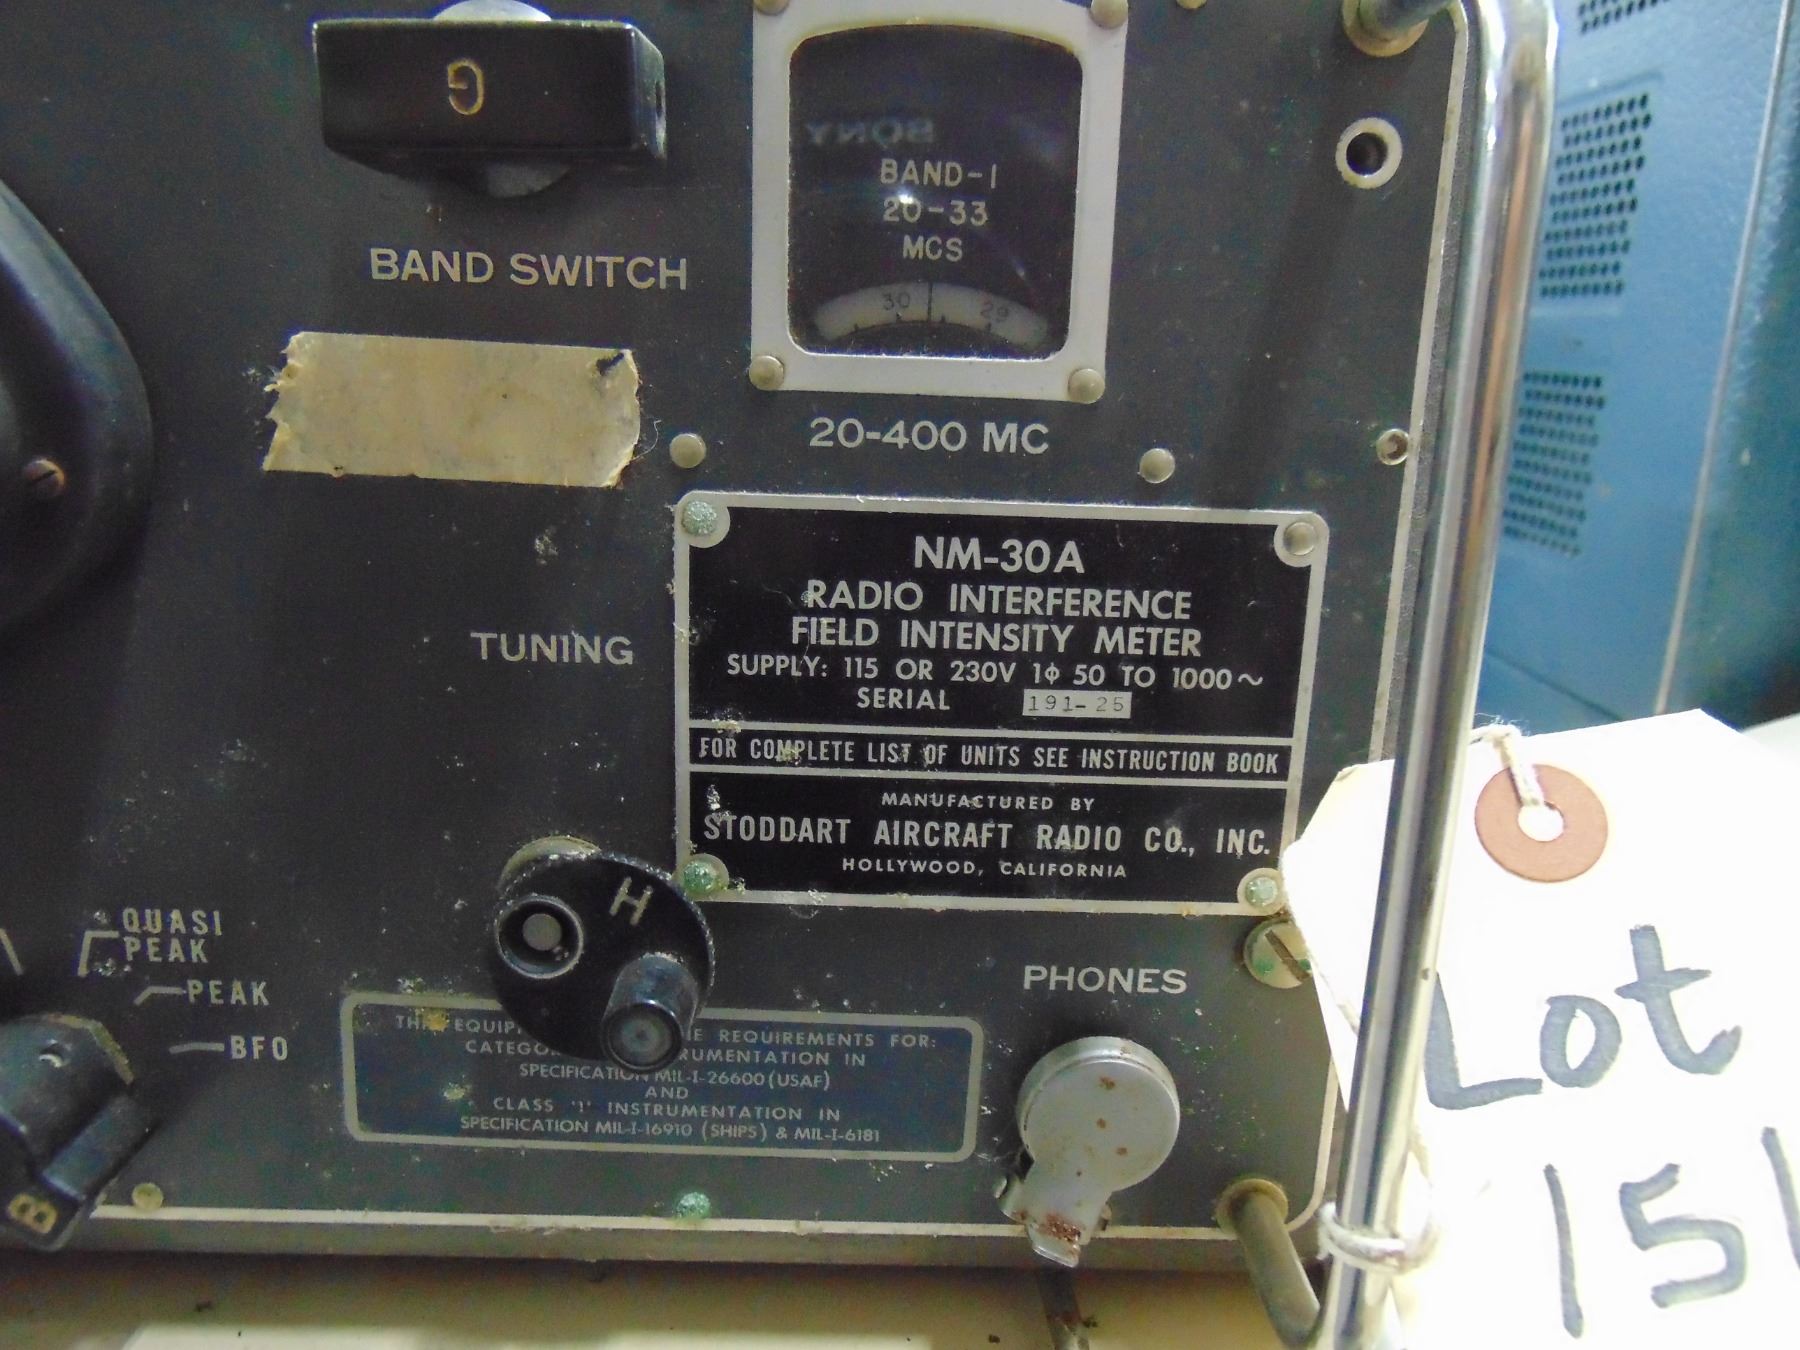 G
SONY
BAND-1
20-33
MCS
30 29
BAND SWITCH
20-400 MC
NM-30A
RADIO INTERFERENCE
FIELD INTENSITY METER
SUPPLY: 115 OR 230V 1ϕ 50 TO 1000~
SERIAL 191-25
FOR COMPLETE LIST OF UNITS SEE INSTRUCTION BOOK
MANUFACTURED BY
STODDART AIRCRAFT RADIO CO., INC.
HOLLYWOOD, CALIFORNIA
TUNING
H
QUASI
PEAK
PEAK
BFO
B
PHONES
REQUIREMENTS FOR:
IN
SPECIFICATION MIL-I-26600 (USAF)
AND
CLASS '1' INSTRUMENTATION IN
SPECIFICATION MIL-I-16910 (SHIPS) & MIL-I-6181
Lot
151